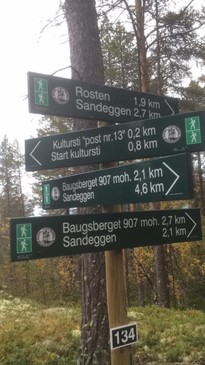 Rosten 1,9 km
Sandeggen 2,7 km
Kultursti "post nr.13" 0,2 km
Start kultursti 0,8 km
Baugsberget 907 moh. 2,1 km
Sandeggen 4,6 km
Baugsberget 907 moh. 2,7 km
Sandeggen 2,1 km
134